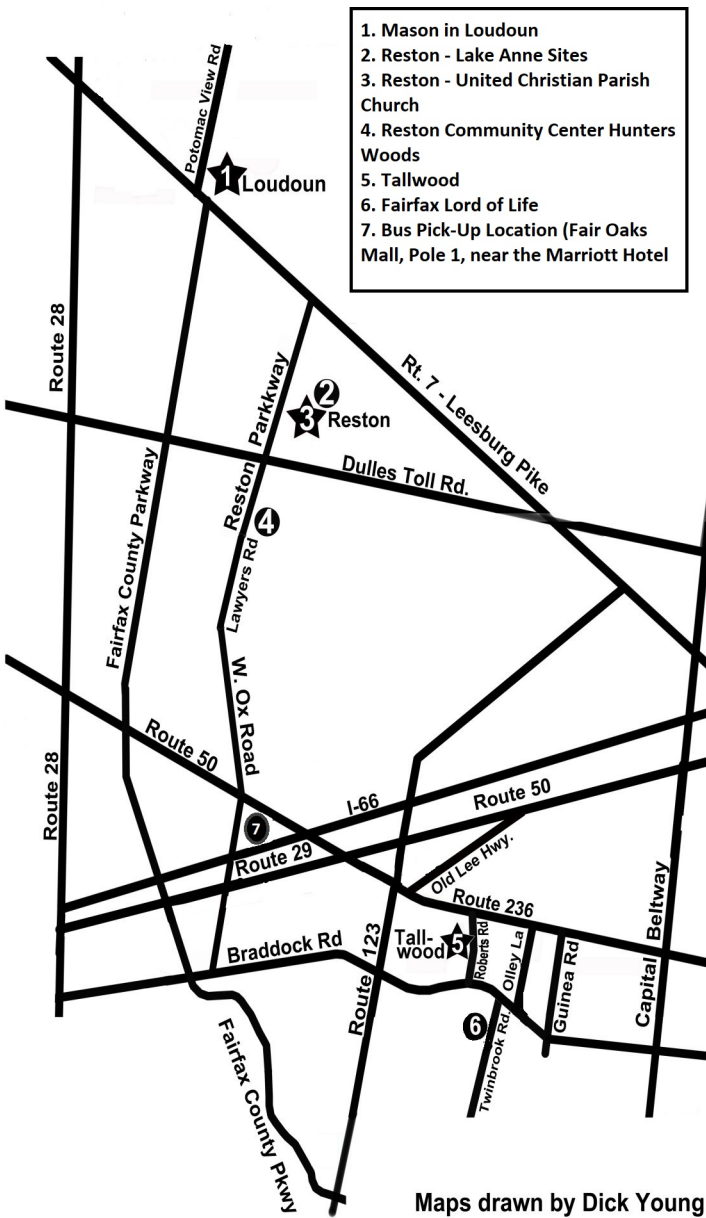 1. Mason in Loudoun
2. Reston - Lake Anne Sites
3. Reston - United Christian Parish
Church
4. Reston Community Center Hunters
Woods
5. Tallwood
6. Fairfax Lord of Life
7. Bus Pick-Up Location (Fair Oaks
Mall, Pole 1, near the Marriott Hotel
Potomac View Rd
1
Loudoun
Route 28
Rt. 7 - Leesburg Pike
2
3
Reston
Reston Parkkway
Dulles Toll Rd.
Fairfax County Parkway
4
Lawyers Rd
W. Ox Road
Route 50
Route 28
I-66
Route 50
7
Route 29
Old Lee Hwy.
Route 236
Braddock Rd
Route 123
Tall-
wood
5
Roberts Rd
Olley La
Guinea Rd
Capital Beltway
6
Twinbrook Rd.
Fairfax County Pkwy
Maps drawn by Dick Young